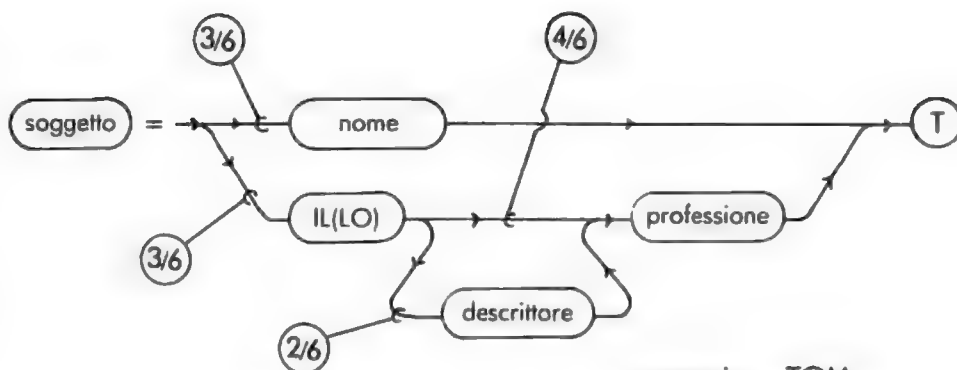 3/6
4/6
soggetto = nome T
IL(LO) professione
3/6
descrittore
2/6